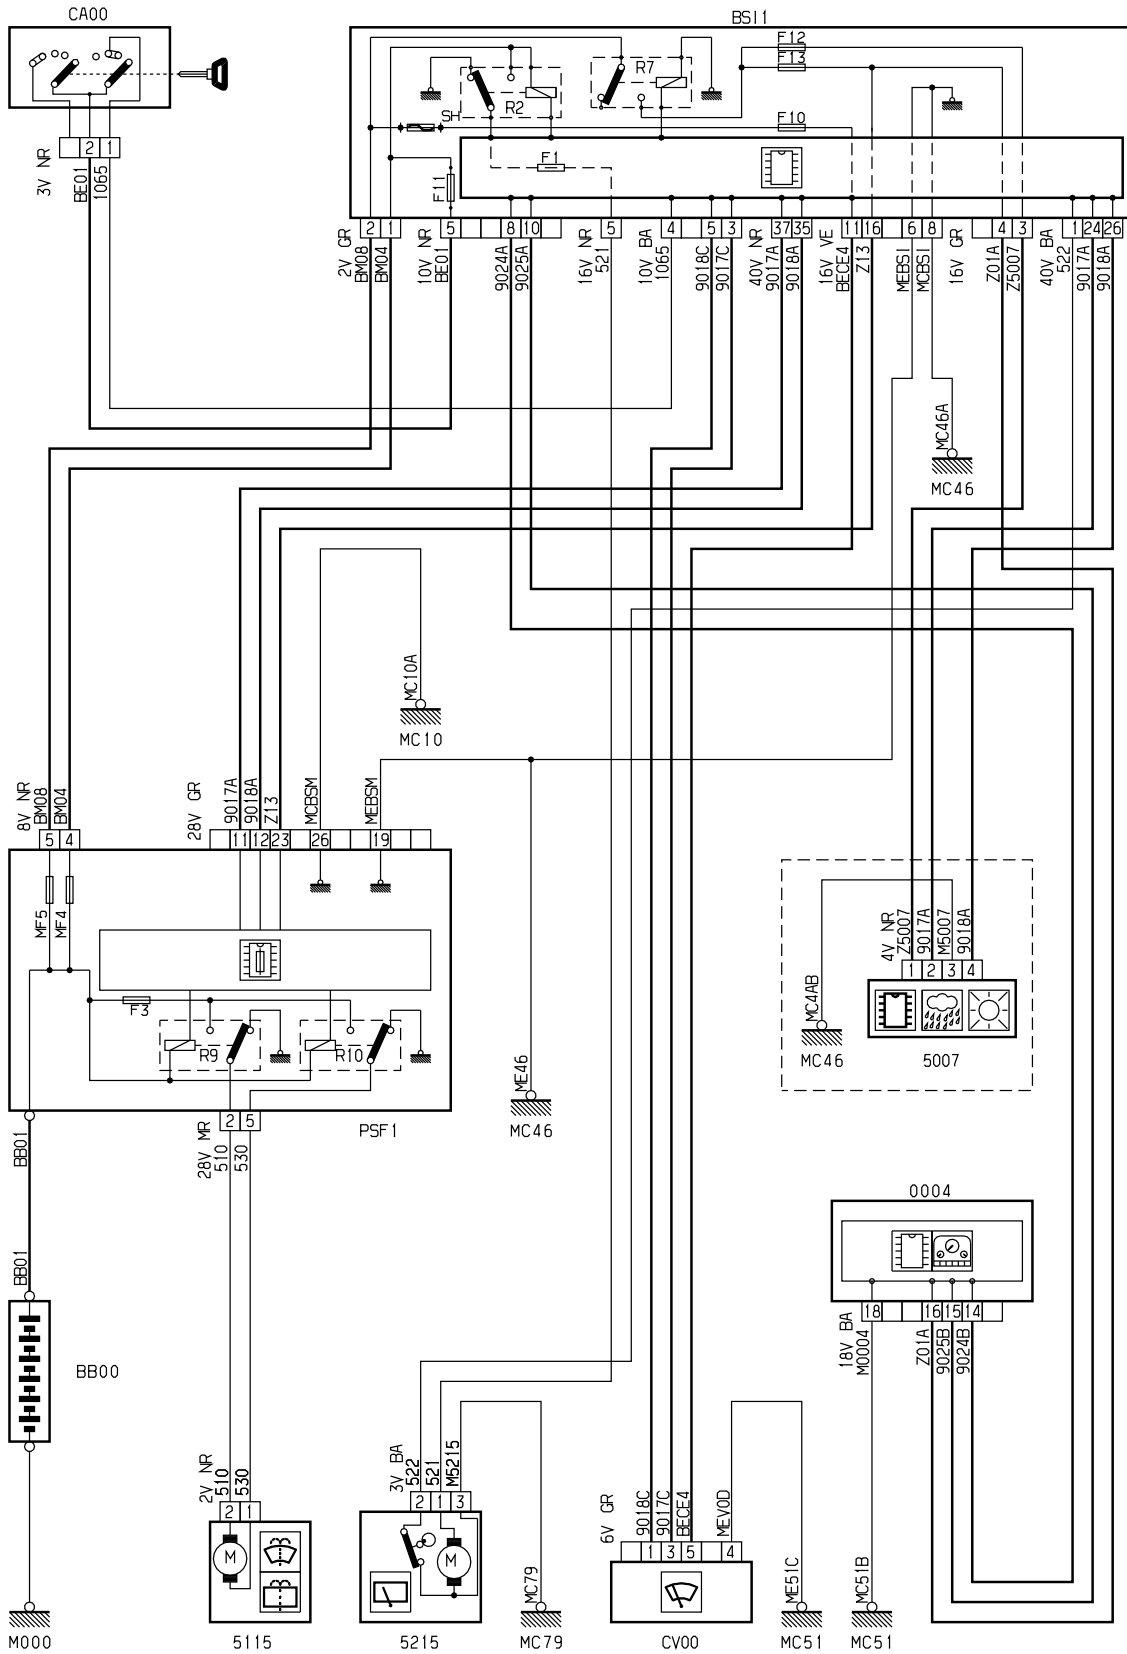 CA00
BSI1
F12
F13
R7
R2
SH
F10
F1
F11
2 1
3V NR
BE01
1065
2 1 5 8 10 5 4 5 3 37 35 11 16 6 8 4 3 1 24 26
2V GR
BM08
BM04
10V NR
BE01
9024A
9025A
16V NR
521
10V BA
1065
9018C
9017C
40V NR
9017A
9018A
16V VE
BECE4
Z13
MEBSI
MCBSI
16V GR
Z01A
Z5007
40V BA
522
9017A
9018A
MC46A
MC46
MC10A
MC10
8V NR
BM08
BM04
28V GR
9017A
9018A
Z13
MCBSM
MEBSM
5 4 11 12 23 26 19
MF5
MF4
F3
R9
R10
2 5
PSF1
28V MR
510
530
ME46
MC46
4V NR
Z5007
9017A
M5007
9018A
1 2 3 4
MC4AB
MC46
5007
0004
18 16 15 14
18V BA
M0004
Z01A
9025B
9024B
BB01
BB01
BB00
M000
2V NR
510
530
2 1
M
5115
3V BA
522
521
M5215
2 1 3
M
5215
MC79
MC79
6V GR
9018C
9017C
BECE4
MEV0D
1 3 5 4
CV00
ME51C
MC51
MC51B
MC51